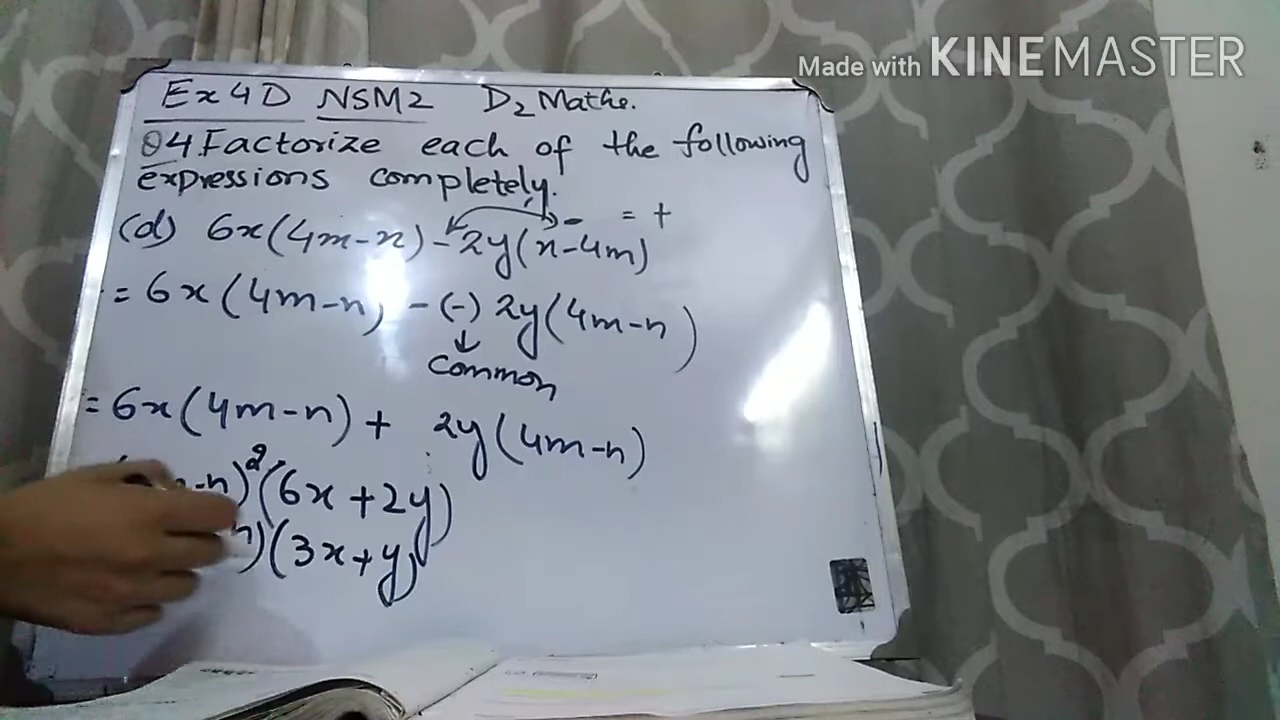 Made with KINEMASTER
Ex 4D NSM2 D2 Maths.
Q4 Factorize each of the following
expressions completely.
(d) 6x(4m-n) - 2y(n-4m) - = +
= 6x(4m-n) - (-) 2y(4m-n)
↓
common
= 6x(4m-n) + 2y(4m-n)
-n)² (6x+2y)
n)(3x+y)